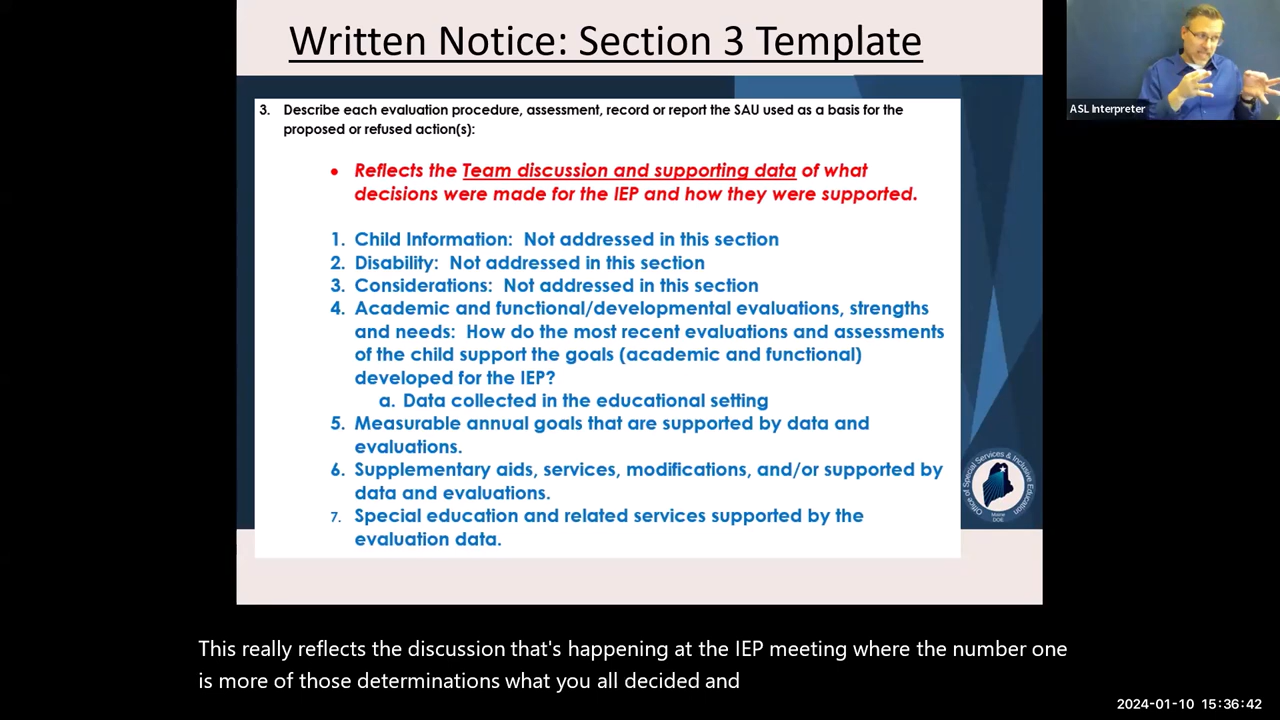 Written Notice: Section 3 Template
ASL Interpreter
3. Describe each evaluation procedure, assessment, record or report the SAU used as a basis for the
proposed or refused action(s):
• Reflects the Team discussion and supporting data of what
decisions were made for the IEP and how they were supported.
1. Child Information: Not addressed in this section
2. Disability: Not addressed in this section
3. Considerations: Not addressed in this section
4. Academic and functional/developmental evaluations, strengths
and needs: How do the most recent evaluations and assessments
of the child support the goals (academic and functional)
developed for the IEP?
a. Data collected in the educational setting
5. Measurable annual goals that are supported by data and
evaluations.
6. Supplementary aids, services, modifications, and/or supported by
data and evaluations.
7. Special education and related services supported by the
evaluation data.
Office of Special Services & Inclusive Education
Maine
DOE
This really reflects the discussion that's happening at the IEP meeting where the number one
is more of those determinations what you all decided and
2024-01-10 15:36:42